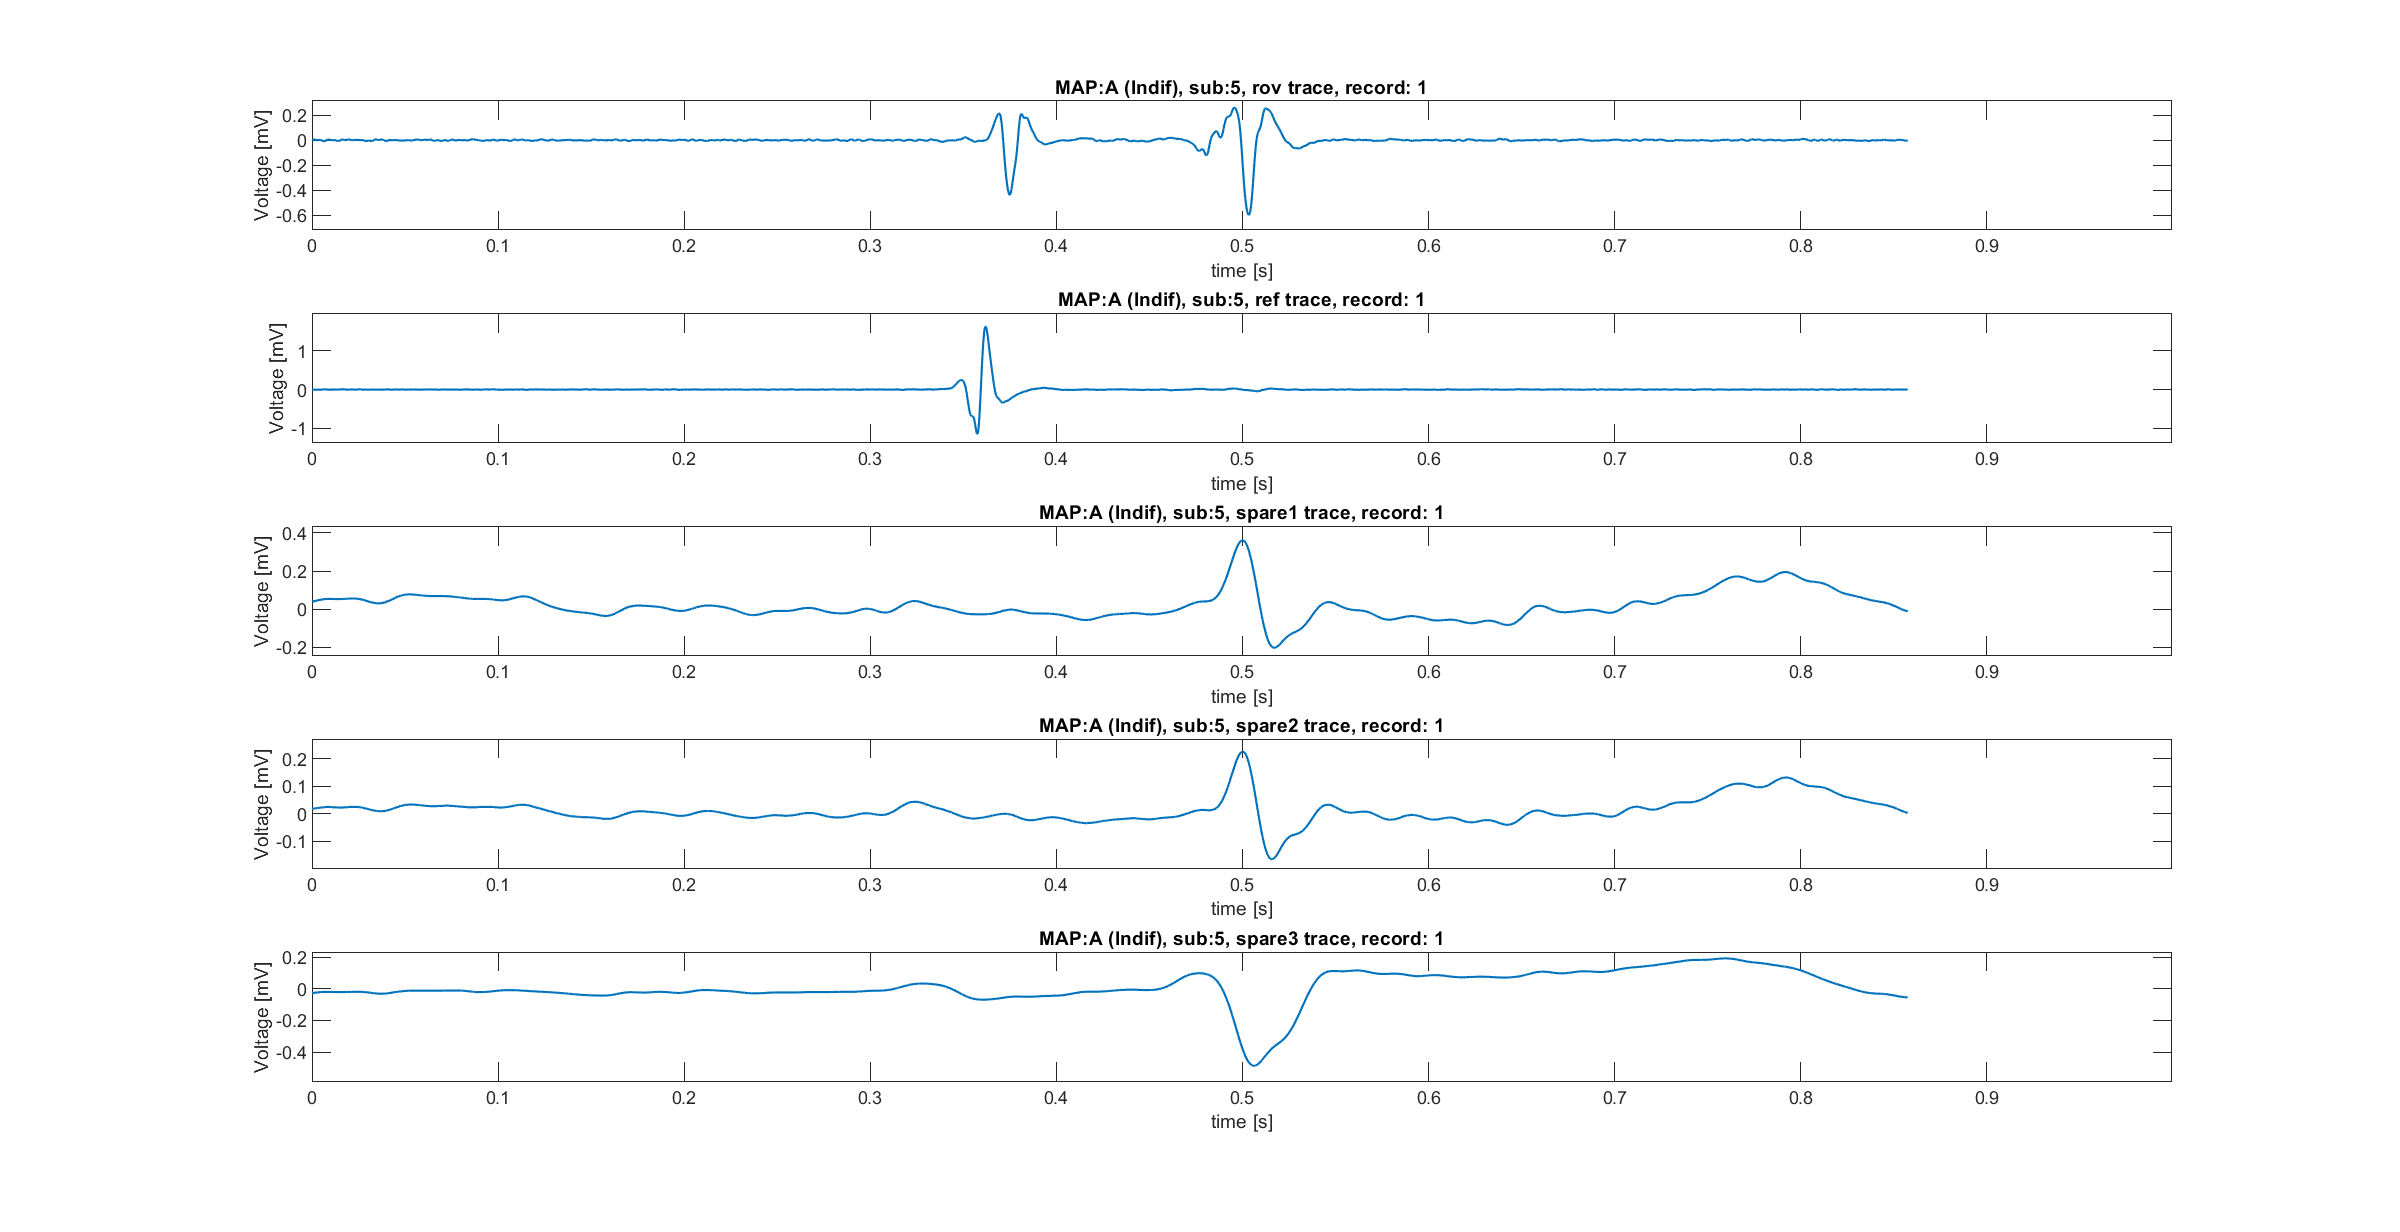 MAP:A (Indif), sub:5, rov trace, record: 1
Voltage [mV]
0.2
0
-0.2
-0.4
-0.6
0 0.1 0.2 0.3 0.4 0.5 0.6 0.7 0.8 0.9
time [s]
MAP:A (Indif), sub:5, ref trace, record: 1
Voltage [mV]
1
0
-1
0 0.1 0.2 0.3 0.4 0.5 0.6 0.7 0.8 0.9
time [s]
MAP:A (Indif), sub:5, spare1 trace, record: 1
Voltage [mV]
0.4
0.2
0
-0.2
0 0.1 0.2 0.3 0.4 0.5 0.6 0.7 0.8 0.9
time [s]
MAP:A (Indif), sub:5, spare2 trace, record: 1
Voltage [mV]
0.2
0.1
0
-0.1
0 0.1 0.2 0.3 0.4 0.5 0.6 0.7 0.8 0.9
time [s]
MAP:A (Indif), sub:5, spare3 trace, record: 1
Voltage [mV]
0.2
0
-0.2
-0.4
0 0.1 0.2 0.3 0.4 0.5 0.6 0.7 0.8 0.9
time [s]